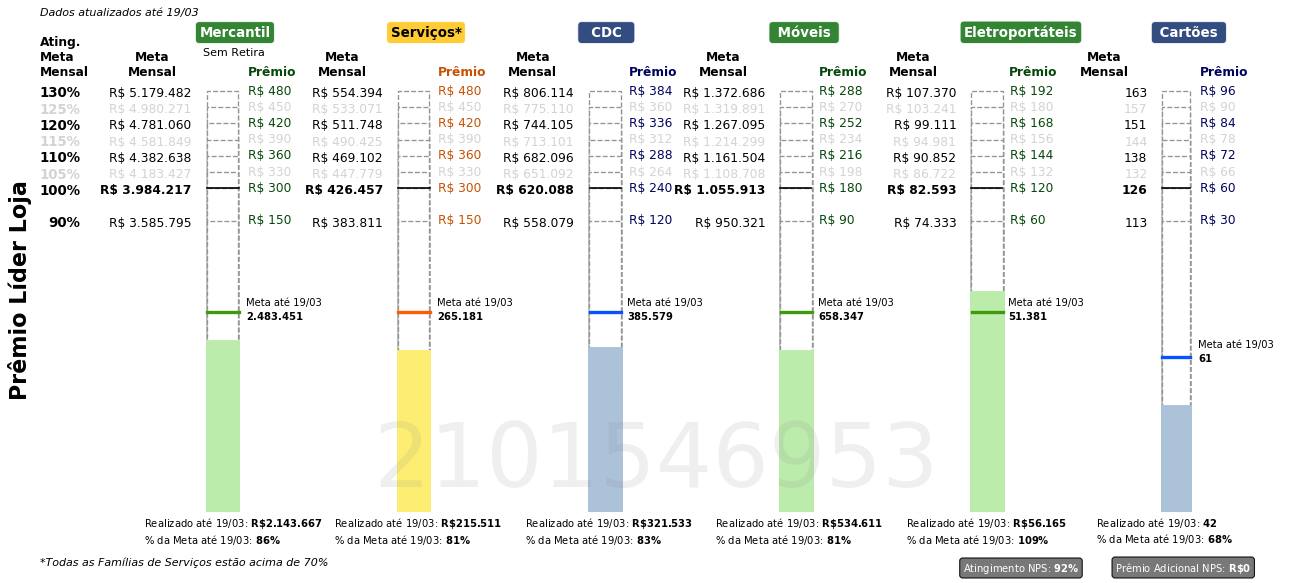 Dados atualizados até 19/03
Mercantil Serviços* CDC Móveis Eletroportáteis Cartões
Sem Retira
Ating. Meta Mensal Meta Mensal Prêmio Meta Mensal Prêmio Meta Mensal Prêmio Meta Mensal Prêmio Meta Mensal Prêmio Meta Mensal Prêmio
130% R$ 5.179.482 R$ 480 R$ 554.394 R$ 480 R$ 806.114 R$ 384 R$ 1.372.686 R$ 288 R$ 107.370 R$ 192 163 R$ 96
125% R$ 4.980.271 R$ 450 R$ 533.071 R$ 450 R$ 775.110 R$ 360 R$ 1.319.891 R$ 270 R$ 103.241 R$ 180 157 R$ 90
120% R$ 4.781.060 R$ 420 R$ 511.748 R$ 420 R$ 744.105 R$ 336 R$ 1.267.095 R$ 252 R$ 99.111 R$ 168 151 R$ 84
115% R$ 4.581.849 R$ 390 R$ 490.425 R$ 390 R$ 713.101 R$ 312 R$ 1.214.299 R$ 234 R$ 94.981 R$ 156 144 R$ 78
110% R$ 4.382.638 R$ 360 R$ 469.102 R$ 360 R$ 682.096 R$ 288 R$ 1.161.504 R$ 216 R$ 90.852 R$ 144 138 R$ 72
105% R$ 4.183.427 R$ 330 R$ 447.779 R$ 330 R$ 651.092 R$ 264 R$ 1.108.708 R$ 198 R$ 86.722 R$ 132 132 R$ 66
100% R$ 3.984.217 R$ 300 R$ 426.457 R$ 300 R$ 620.088 R$ 240 R$ 1.055.913 R$ 180 R$ 82.593 R$ 120 126 R$ 60
90% R$ 3.585.795 R$ 150 R$ 383.811 R$ 150 R$ 558.079 R$ 120 R$ 950.321 R$ 90 R$ 74.333 R$ 60 113 R$ 30
Prêmio Líder Loja
Meta até 19/03 Meta até 19/03 Meta até 19/03 Meta até 19/03 Meta até 19/03
2.483.451 265.181 385.579 658.347 51.381
Meta até 19/03
61
2101546953
Realizado até 19/03: R$2.143.667 Realizado até 19/03: R$215.511 Realizado até 19/03: R$321.533 Realizado até 19/03: R$534.611 Realizado até 19/03: R$56.165 Realizado até 19/03: 42
% da Meta até 19/03: 86% % da Meta até 19/03: 81% % da Meta até 19/03: 83% % da Meta até 19/03: 81% % da Meta até 19/03: 109% % da Meta até 19/03: 68%
*Todas as Famílias de Serviços estão acima de 70% Atingimento NPS: 92% Prêmio Adicional NPS: R$0